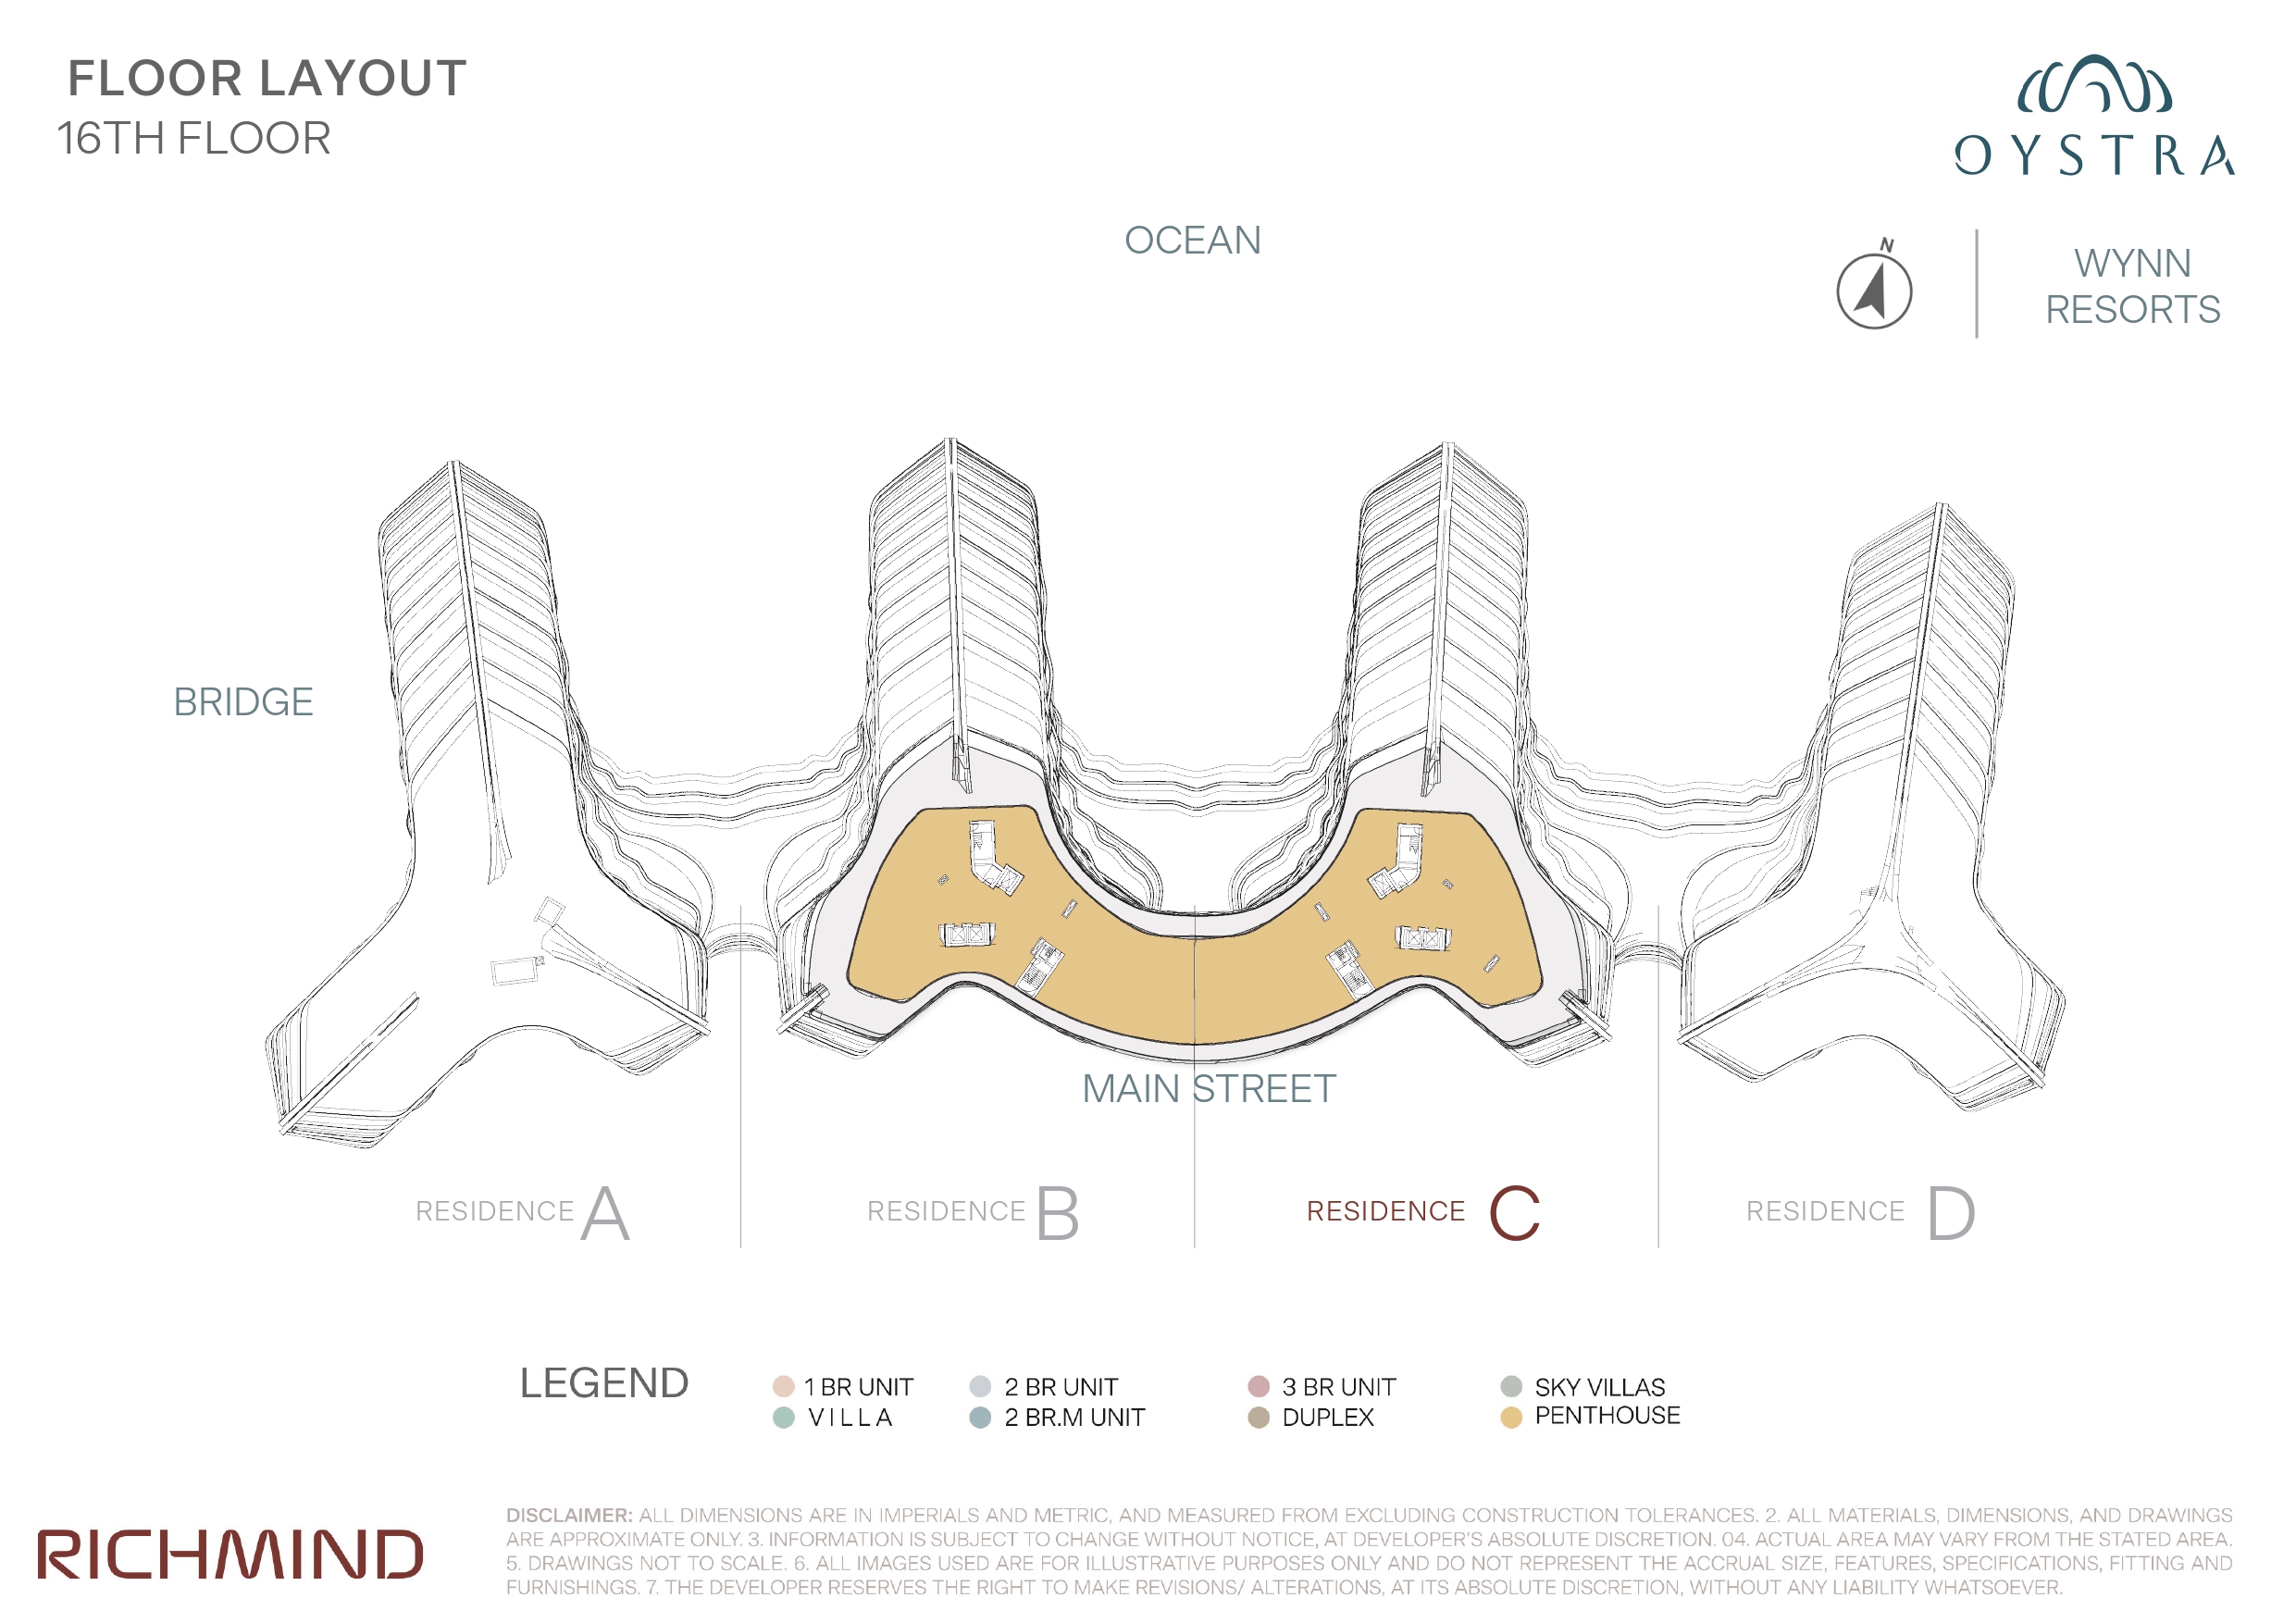 FLOOR LAYOUT
16TH FLOOR
OYSTRA
OCEAN
N
WYNN
RESORTS
BRIDGE
MAIN STREET
RESIDENCE A
RESIDENCE B
RESIDENCE C
RESIDENCE D
LEGEND
1 BR UNIT
2 BR UNIT
3 BR UNIT
SKY VILLAS
VILLA
2 BR.M UNIT
DUPLEX
PENTHOUSE
RICHMIND
DISCLAIMER: ALL DIMENSIONS ARE IN IMPERIALS AND METRIC, AND MEASURED FROM EXCLUDING CONSTRUCTION TOLERANCES. 2. ALL MATERIALS, DIMENSIONS, AND DRAWINGS
ARE APPROXIMATE ONLY. 3. INFORMATION IS SUBJECT TO CHANGE WITHOUT NOTICE, AT DEVELOPER'S ABSOLUTE DISCRETION. 04. ACTUAL AREA MAY VARY FROM THE STATED AREA.
5. DRAWINGS NOT TO SCALE. 6. ALL IMAGES USED ARE FOR ILLUSTRATIVE PURPOSES ONLY AND DO NOT REPRESENT THE ACCRUAL SIZE, FEATURES, SPECIFICATIONS, FITTING AND
FURNISHINGS. 7. THE DEVELOPER RESERVES THE RIGHT TO MAKE REVISIONS/ ALTERATIONS, AT ITS ABSOLUTE DISCRETION, WITHOUT ANY LIABILITY WHATSOEVER.